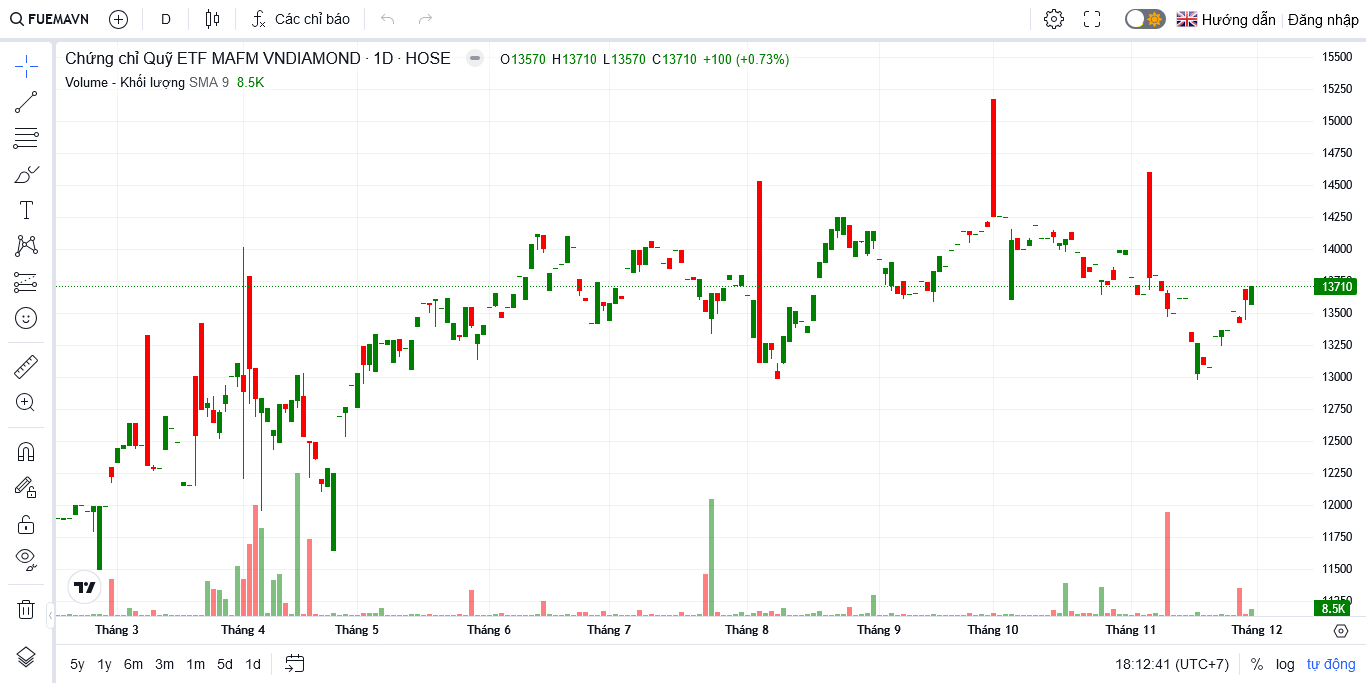 FUEMAVN D Các chỉ báo Hướng dẫn Đăng nhập
Chứng chỉ Quỹ ETF MAFM VNDIAMOND · 1D · HOSE O13570 H13710 L13570 C13710 +100 (+0.73%)
Volume - Khối lượng SMA 9 8.5K
15500
15250
15000
14750
14500
14250
14000
13710
13500
13250
13000
12750
12500
12250
12000
11750
11500
8.5K
Tháng 3 Tháng 4 Tháng 5 Tháng 6 Tháng 7 Tháng 8 Tháng 9 Tháng 10 Tháng 11 Tháng 12
5y 1y 6m 3m 1m 5d 1d 18:12:41 (UTC+7) % log tự động